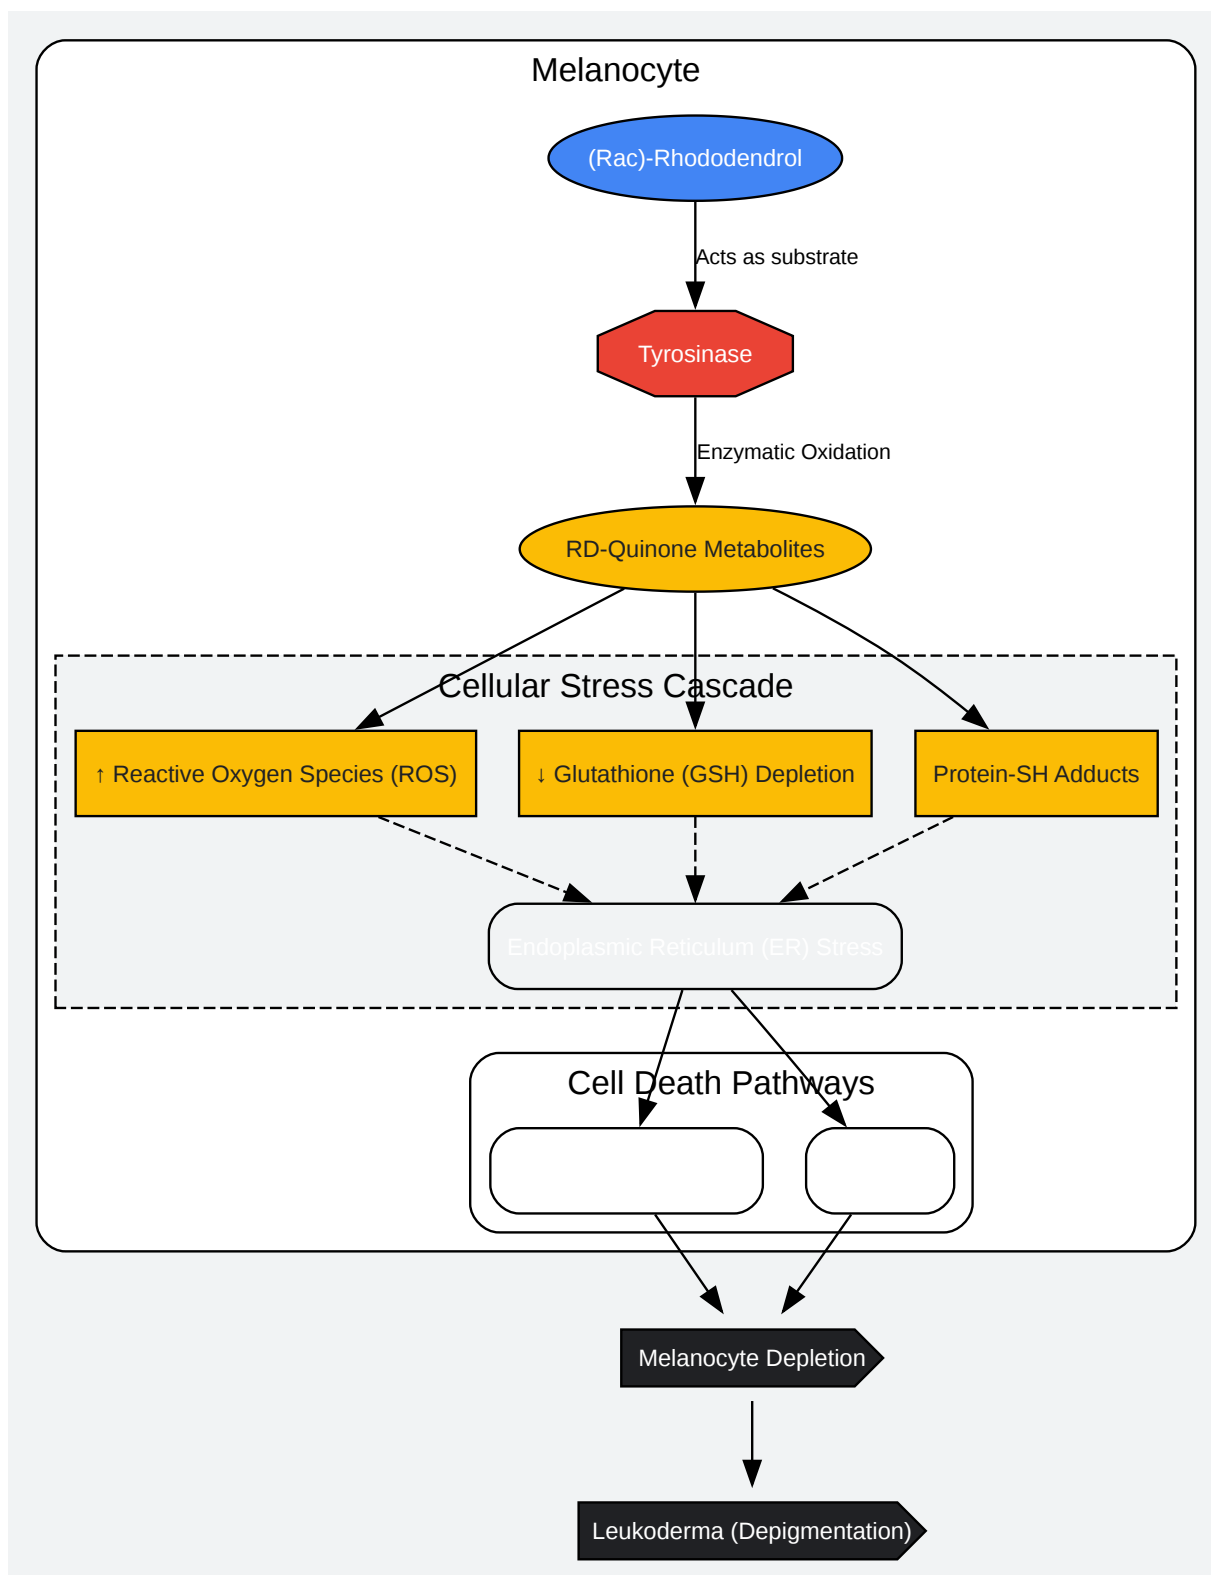 Melanocyte
(Rac)-Rhododendrol
Acts as substrate
Tyrosinase
Enzymatic Oxidation
RD-Quinone Metabolites
Cellular Stress Cascade
↑ Reactive Oxygen Species (ROS)
↓ Glutathione (GSH) Depletion
Protein-SH Adducts
Endoplasmic Reticulum (ER) Stress
Cell Death Pathways
Melanocyte Depletion
Leukoderma (Depigmentation)